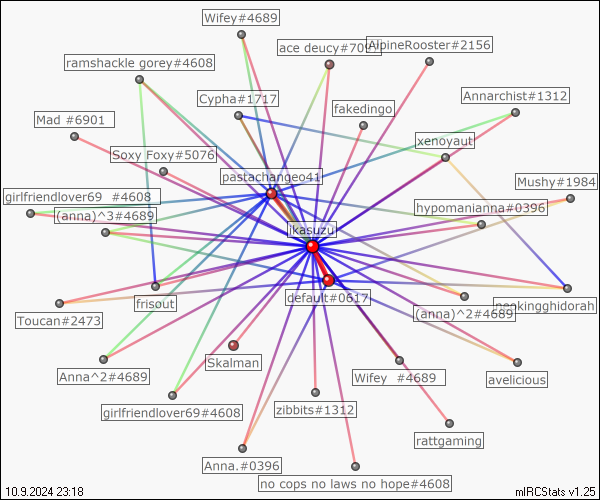 Wifey#4689
ace deucy#70
AlpineRooster#2156
ramshackle gorey#4608
Cypha#1717
Annarchist#1312
fakedingo
Mad  #6901
xenoyaut
Soxy Foxy#5076
pastachangeo41
Mushy#1984
girlfriendlover69  #4608
hypomanianna#0396
(anna)^3#4689
ikasuzu
default#0617
frisout
(anna)^2#4689
Toucan#2473
Skalman
Anna^2#4689
Wifey  #4689
avelicious
girlfriendlover69#4608
zibbits#1312
rattgaming
Anna.#0396
no cops no laws no hope#4608
10.9.2024 23:18
mIRCStats v1.25